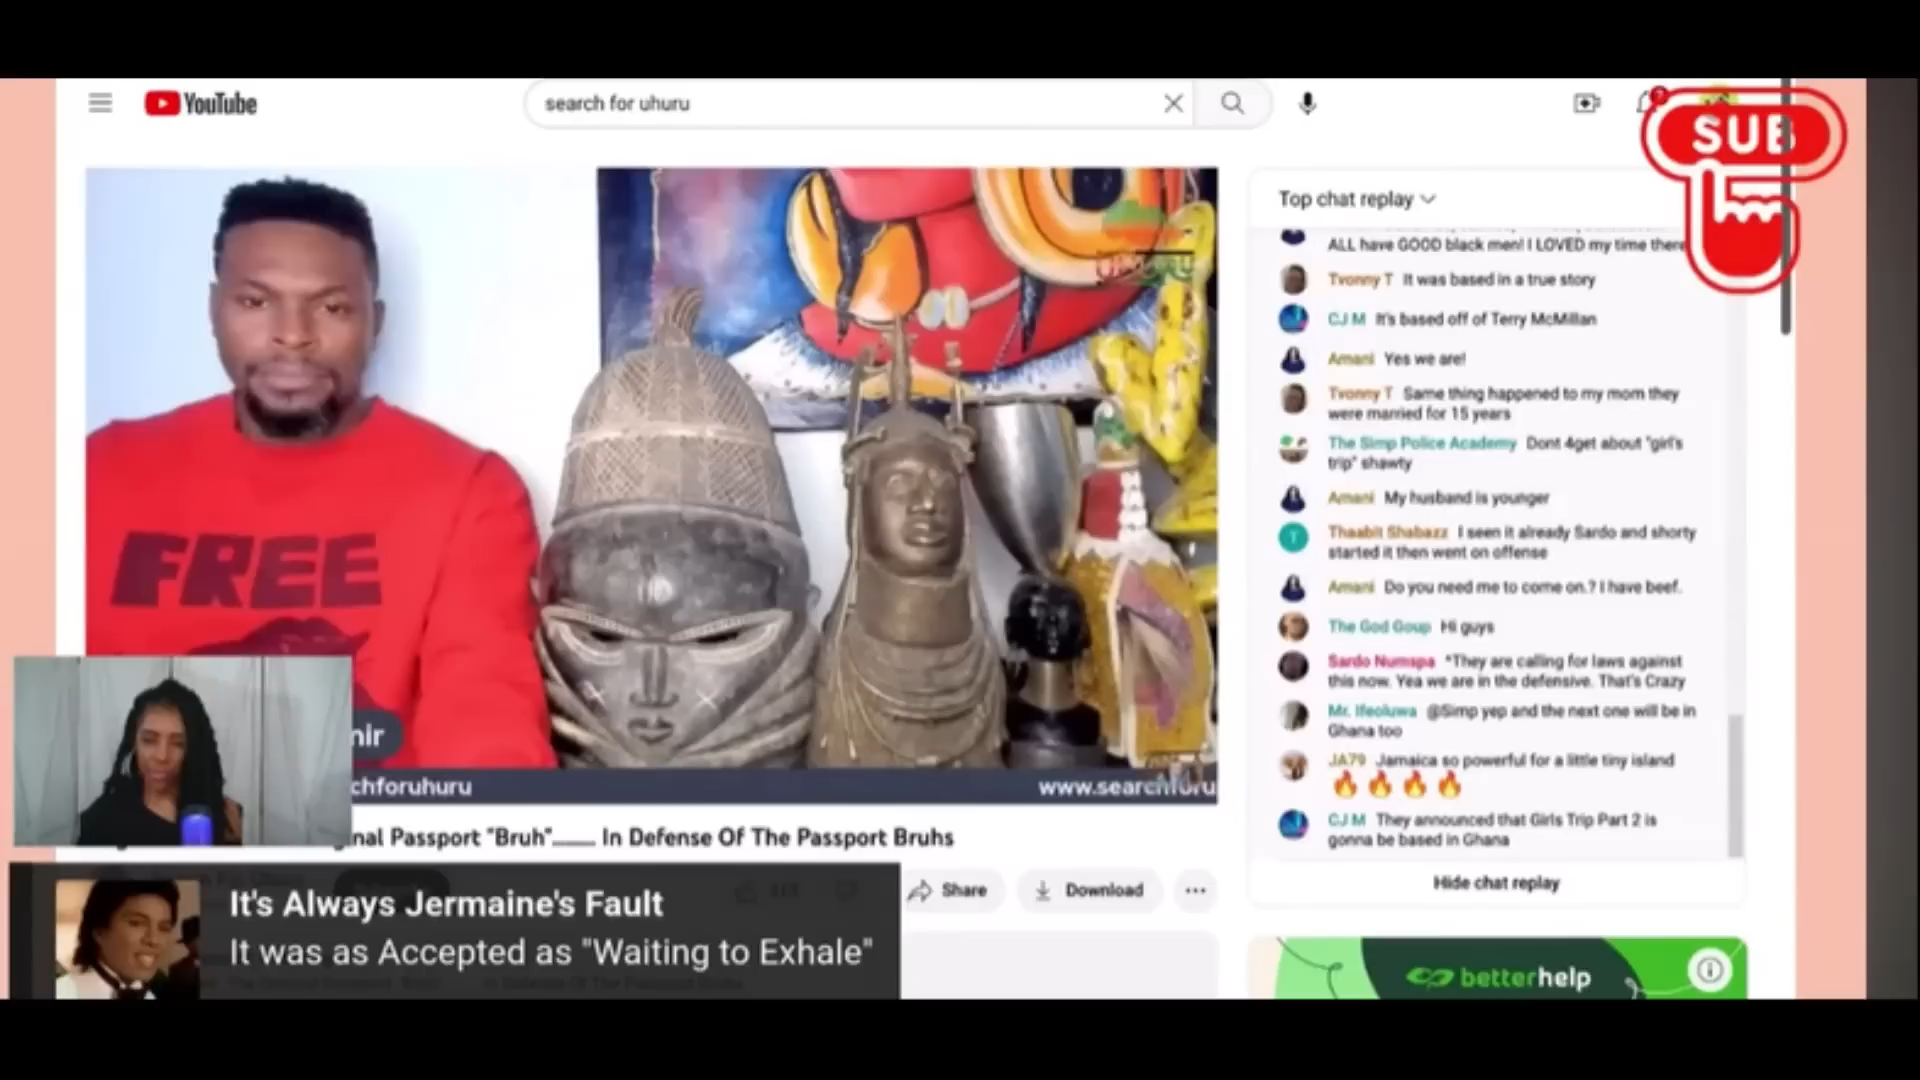 YouTube
search for uhuru
SUB
Top chat replay
ALL have GOOD black men! I LOVED my time there
Tvonny T It was based in a true story
CJ M It's based off of Terry McMillan
Amani Yes we are!
Tvonny T Same thing happened to my mom they
were married for 15 years
The Simp Police Academy Dont 4get about "girl's
trip" shawty
Amani My husband is younger
Thaabit Shabazz I seen it already Sardo and shorty
started it then went on offense
Amani Do you need me to come on.? I have beef.
The God Goup Hi guys
Sardo Numspa *They are calling for laws against
this now. Yea we are in the defensive. That's Crazy
Mr. Ifeoluwa @Simp yep and the next one will be in
Ghana too
JA79 Jamaica so powerful for a little tiny island
🔥 🔥 🔥 🔥
CJ M They announced that Girls Trip Part 2 is
gonna be based in Ghana
Hide chat replay
FREE
nir
chforuhuru
www.searchforu
nal Passport "Bruh"....... In Defense Of The Passport Bruhs
Share
Download
It's Always Jermaine's Fault
It was as Accepted as "Waiting to Exhale"
betterhelp